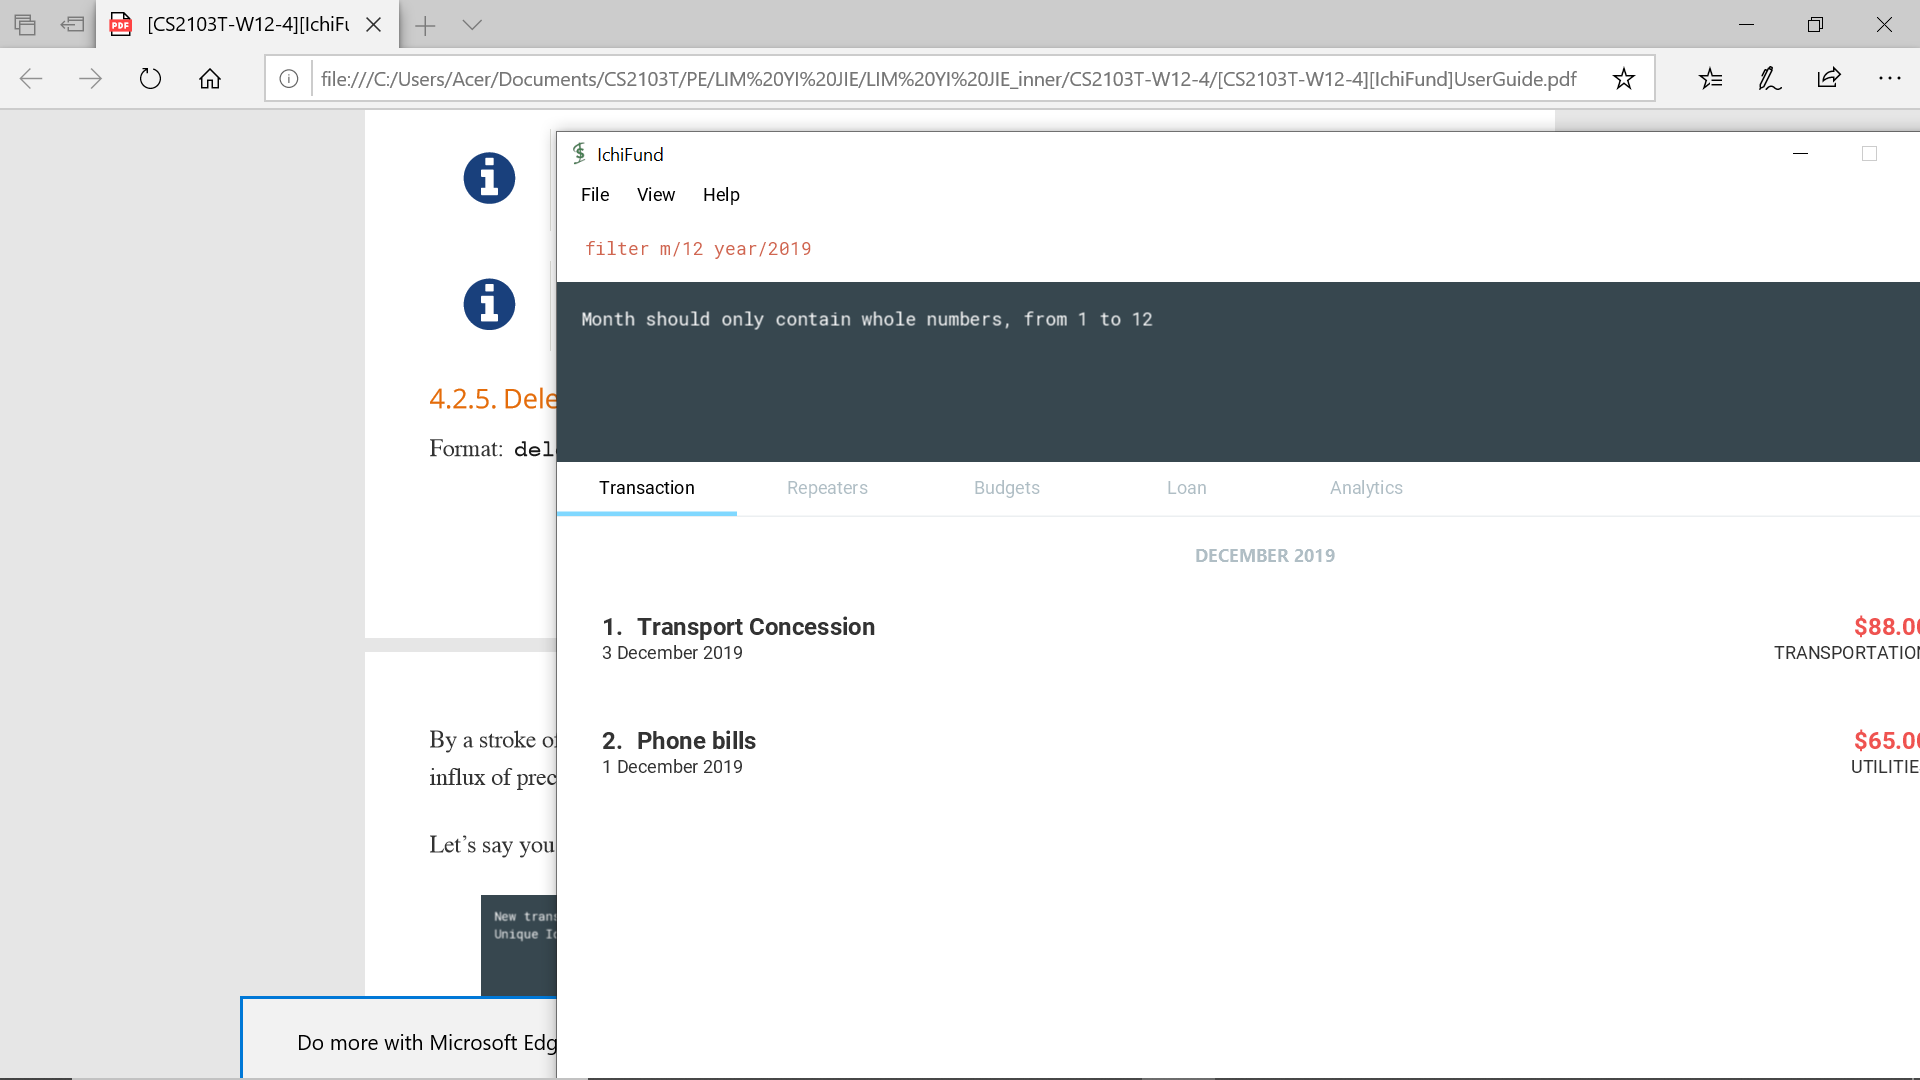 [CS2103T-W12-4][IchiFu
file:///C:/Users/Acer/Documents/CS2103T/PE/LIM%20YI%20JIE/LIM%20YI%20JIE_inner/CS2103T-W12-4/[CS2103T-W12-4][IchiFund]UserGuide.pdf
IchiFund
File View Help
filter m/12 year/2019
Month should only contain whole numbers, from 1 to 12
4.2.5. Dele
Format: del
Transaction Repeaters Budgets Loan Analytics
DECEMBER 2019
1. Transport Concession $88.00
3 December 2019 TRANSPORTATION
2. Phone bills $65.00
1 December 2019 UTILITIE
By a stroke of
influx of prec
Let’s say you
New trans
Unique Id
Do more with Microsoft Edg